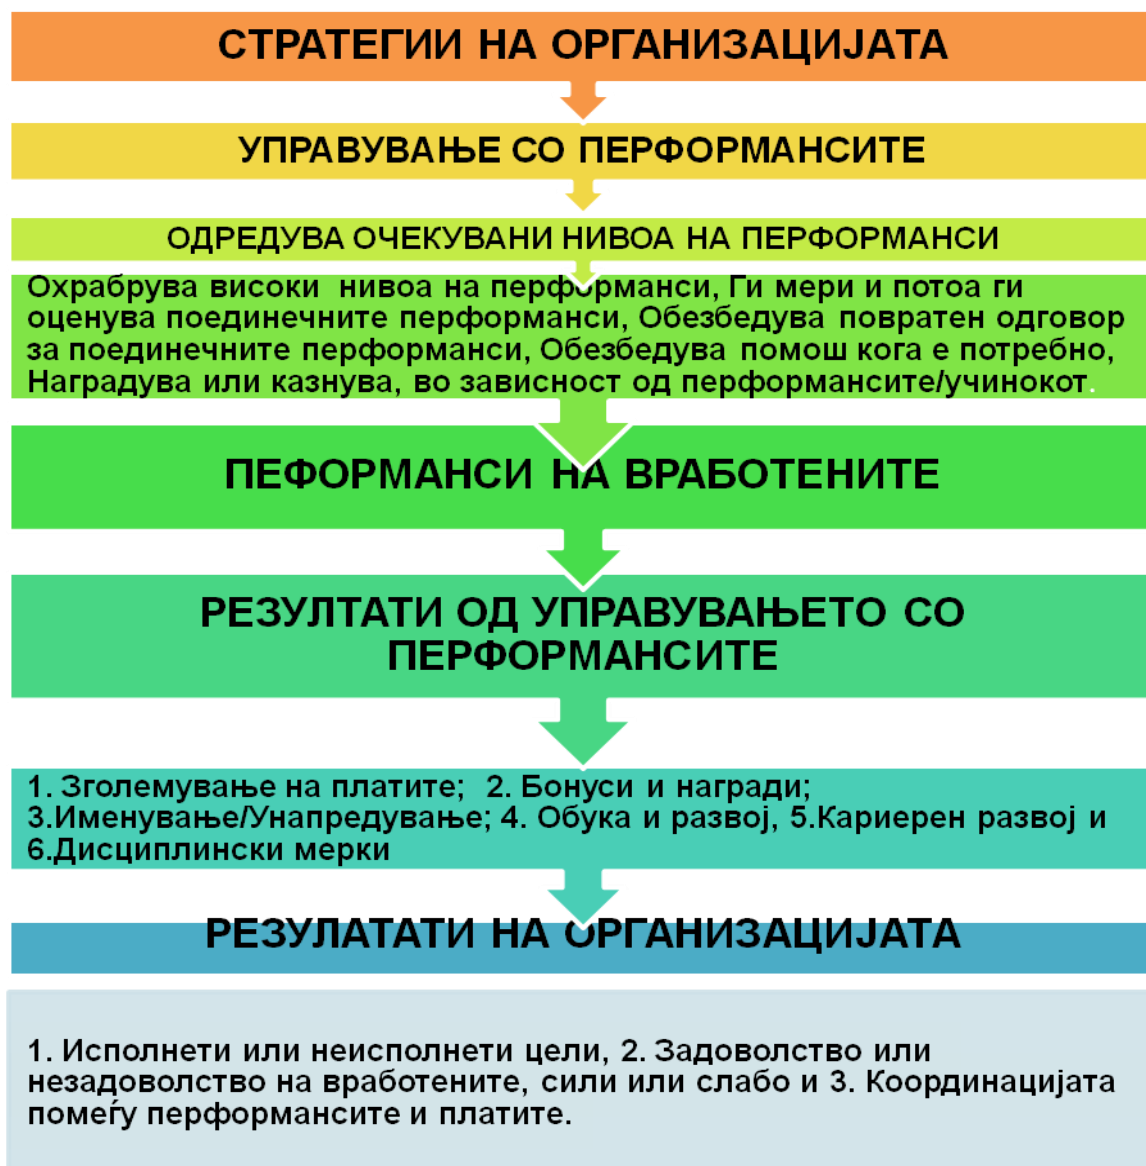 СТРАТЕГИИ НА ОРГАНИЗАЦИЈАТА
УПРАВУВАЊЕ СО ПЕРФОРМАНСИТЕ
ОДРЕДУВА ОЧЕКУВАНИ НИВОА НА ПЕРФОРМАНСИ
Охрабрува високи нивоа на перформанси, Ги мери и потоа ги
оценува поединечните перформанси, Обезбедува повратен одговор
за поединечните перформанси, Обезбедува помош кога е потребно,
Наградува или казнува, во зависност од перформансите/учинокот.
ПЕФОРМАНСИ НА ВРАБОТЕНИТЕ
РЕЗУЛТАТИ ОД УПРАВУВАЊЕТО СО
ПЕРФОРМАНСИТЕ
1. Зголемување на платите; 2. Бонуси и награди;
3.Именување/Унапредување; 4. Обука и развој, 5.Кариерен развој и
6.Дисциплински мерки
РЕЗУЛАТАТИ НА ОРГАНИЗАЦИЈАТА
1. Исполнети или неисполнети цели, 2. Задоволство или
незадоволство на вработените, сили или слабо и 3. Координацијата
помеѓу перформансите и платите.